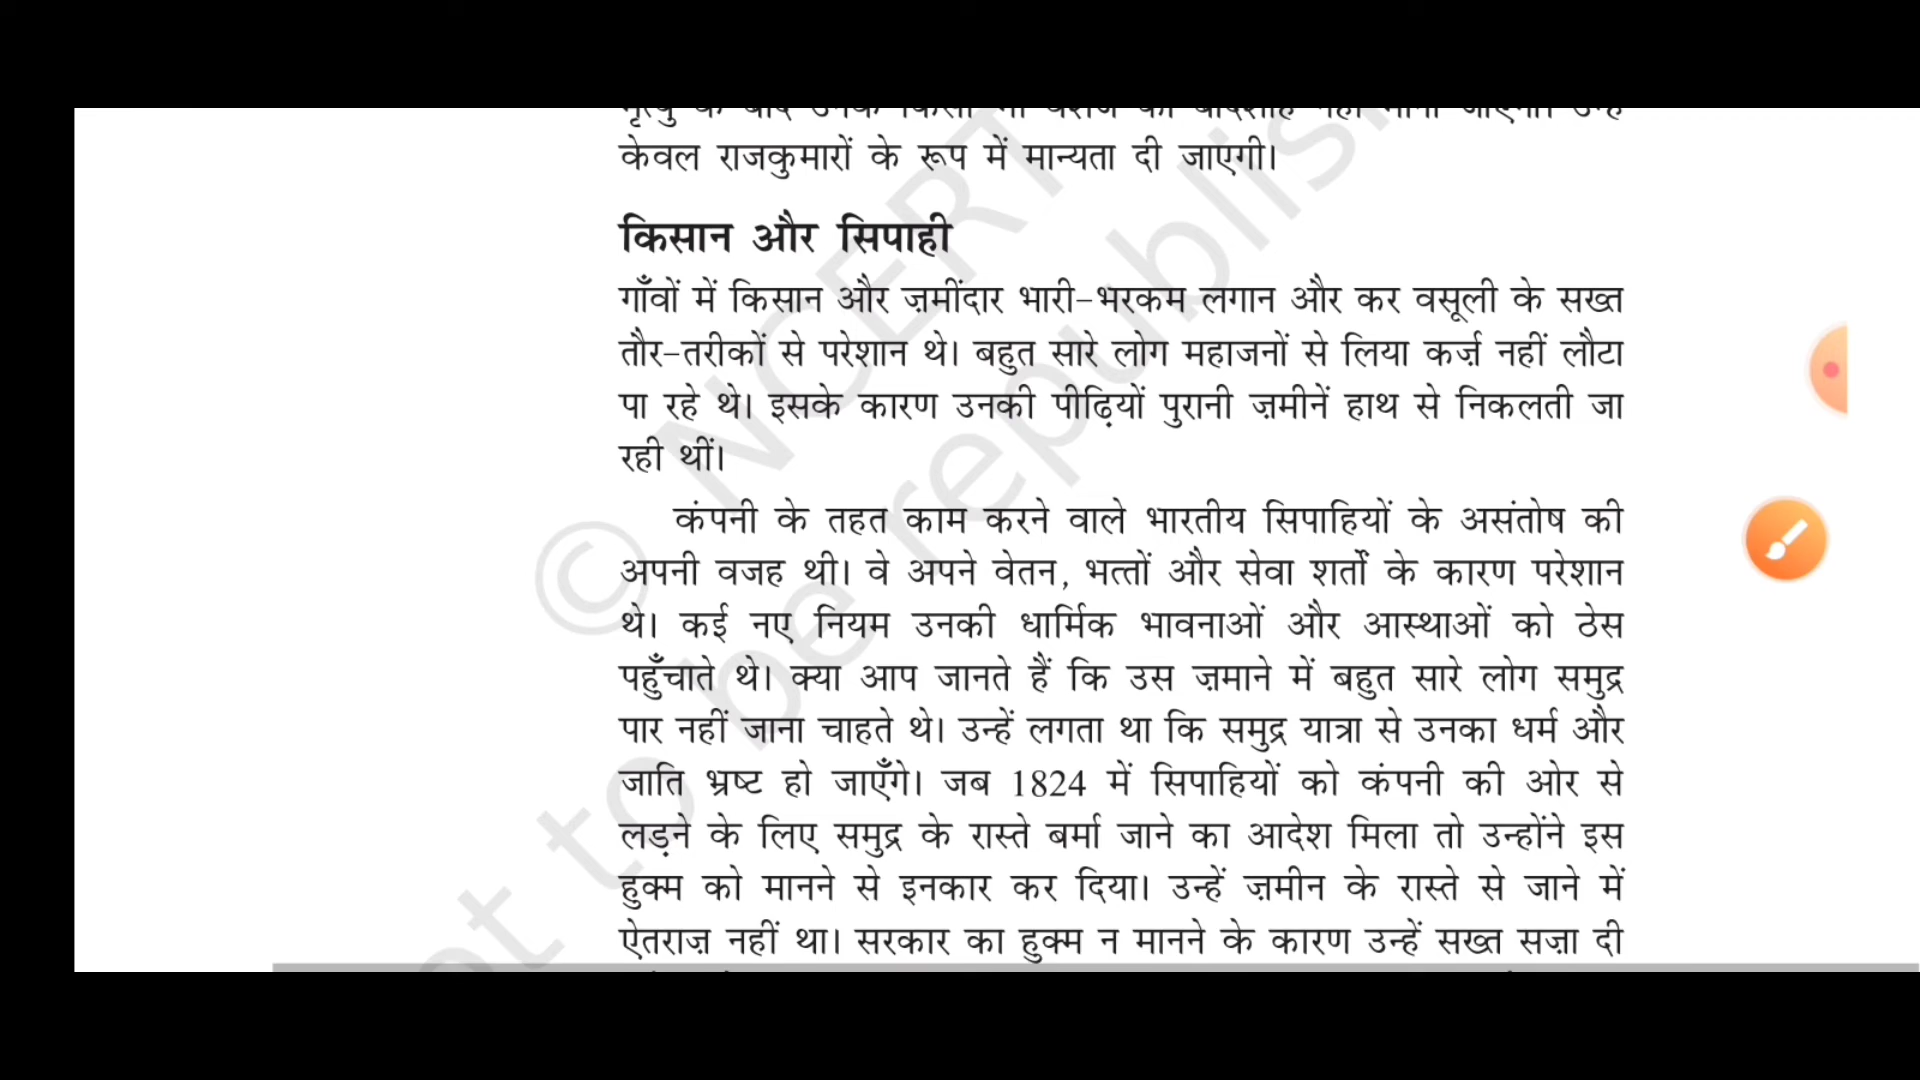 केवल राजकुमारों के रूप में मान्यता दी जाएगी।
किसान और सिपाही
गाँवों में किसान और ज़मींदार भारी-भरकम लगान और कर वसूली के सख्त
तौर-तरीकों से परेशान थे। बहुत सारे लोग महाजनों से लिया कर्ज़ नहीं लौटा
पा रहे थे। इसके कारण उनकी पीढ़ियों पुरानी ज़मीनें हाथ से निकलती जा
रही थीं।
कंपनी के तहत काम करने वाले भारतीय सिपाहियों के असंतोष की
अपनी वजह थी। वे अपने वेतन, भत्तों और सेवा शर्तों के कारण परेशान
थे। कई नए नियम उनकी धार्मिक भावनाओं और आस्थाओं को ठेस
पहुँचाते थे। क्या आप जानते हैं कि उस ज़माने में बहुत सारे लोग समुद्र
पार नहीं जाना चाहते थे। उन्हें लगता था कि समुद्र यात्रा से उनका धर्म और
जाति भ्रष्ट हो जाएँगे। जब 1824 में सिपाहियों को कंपनी की ओर से
लड़ने के लिए समुद्र के रास्ते बर्मा जाने का आदेश मिला तो उन्होंने इस
हुक्म को मानने से इनकार कर दिया। उन्हें ज़मीन के रास्ते से जाने में
ऐतराज़ नहीं था। सरकार का हुक्म न मानने के कारण उन्हें सख्त सज़ा दी
© NCERT
be republis